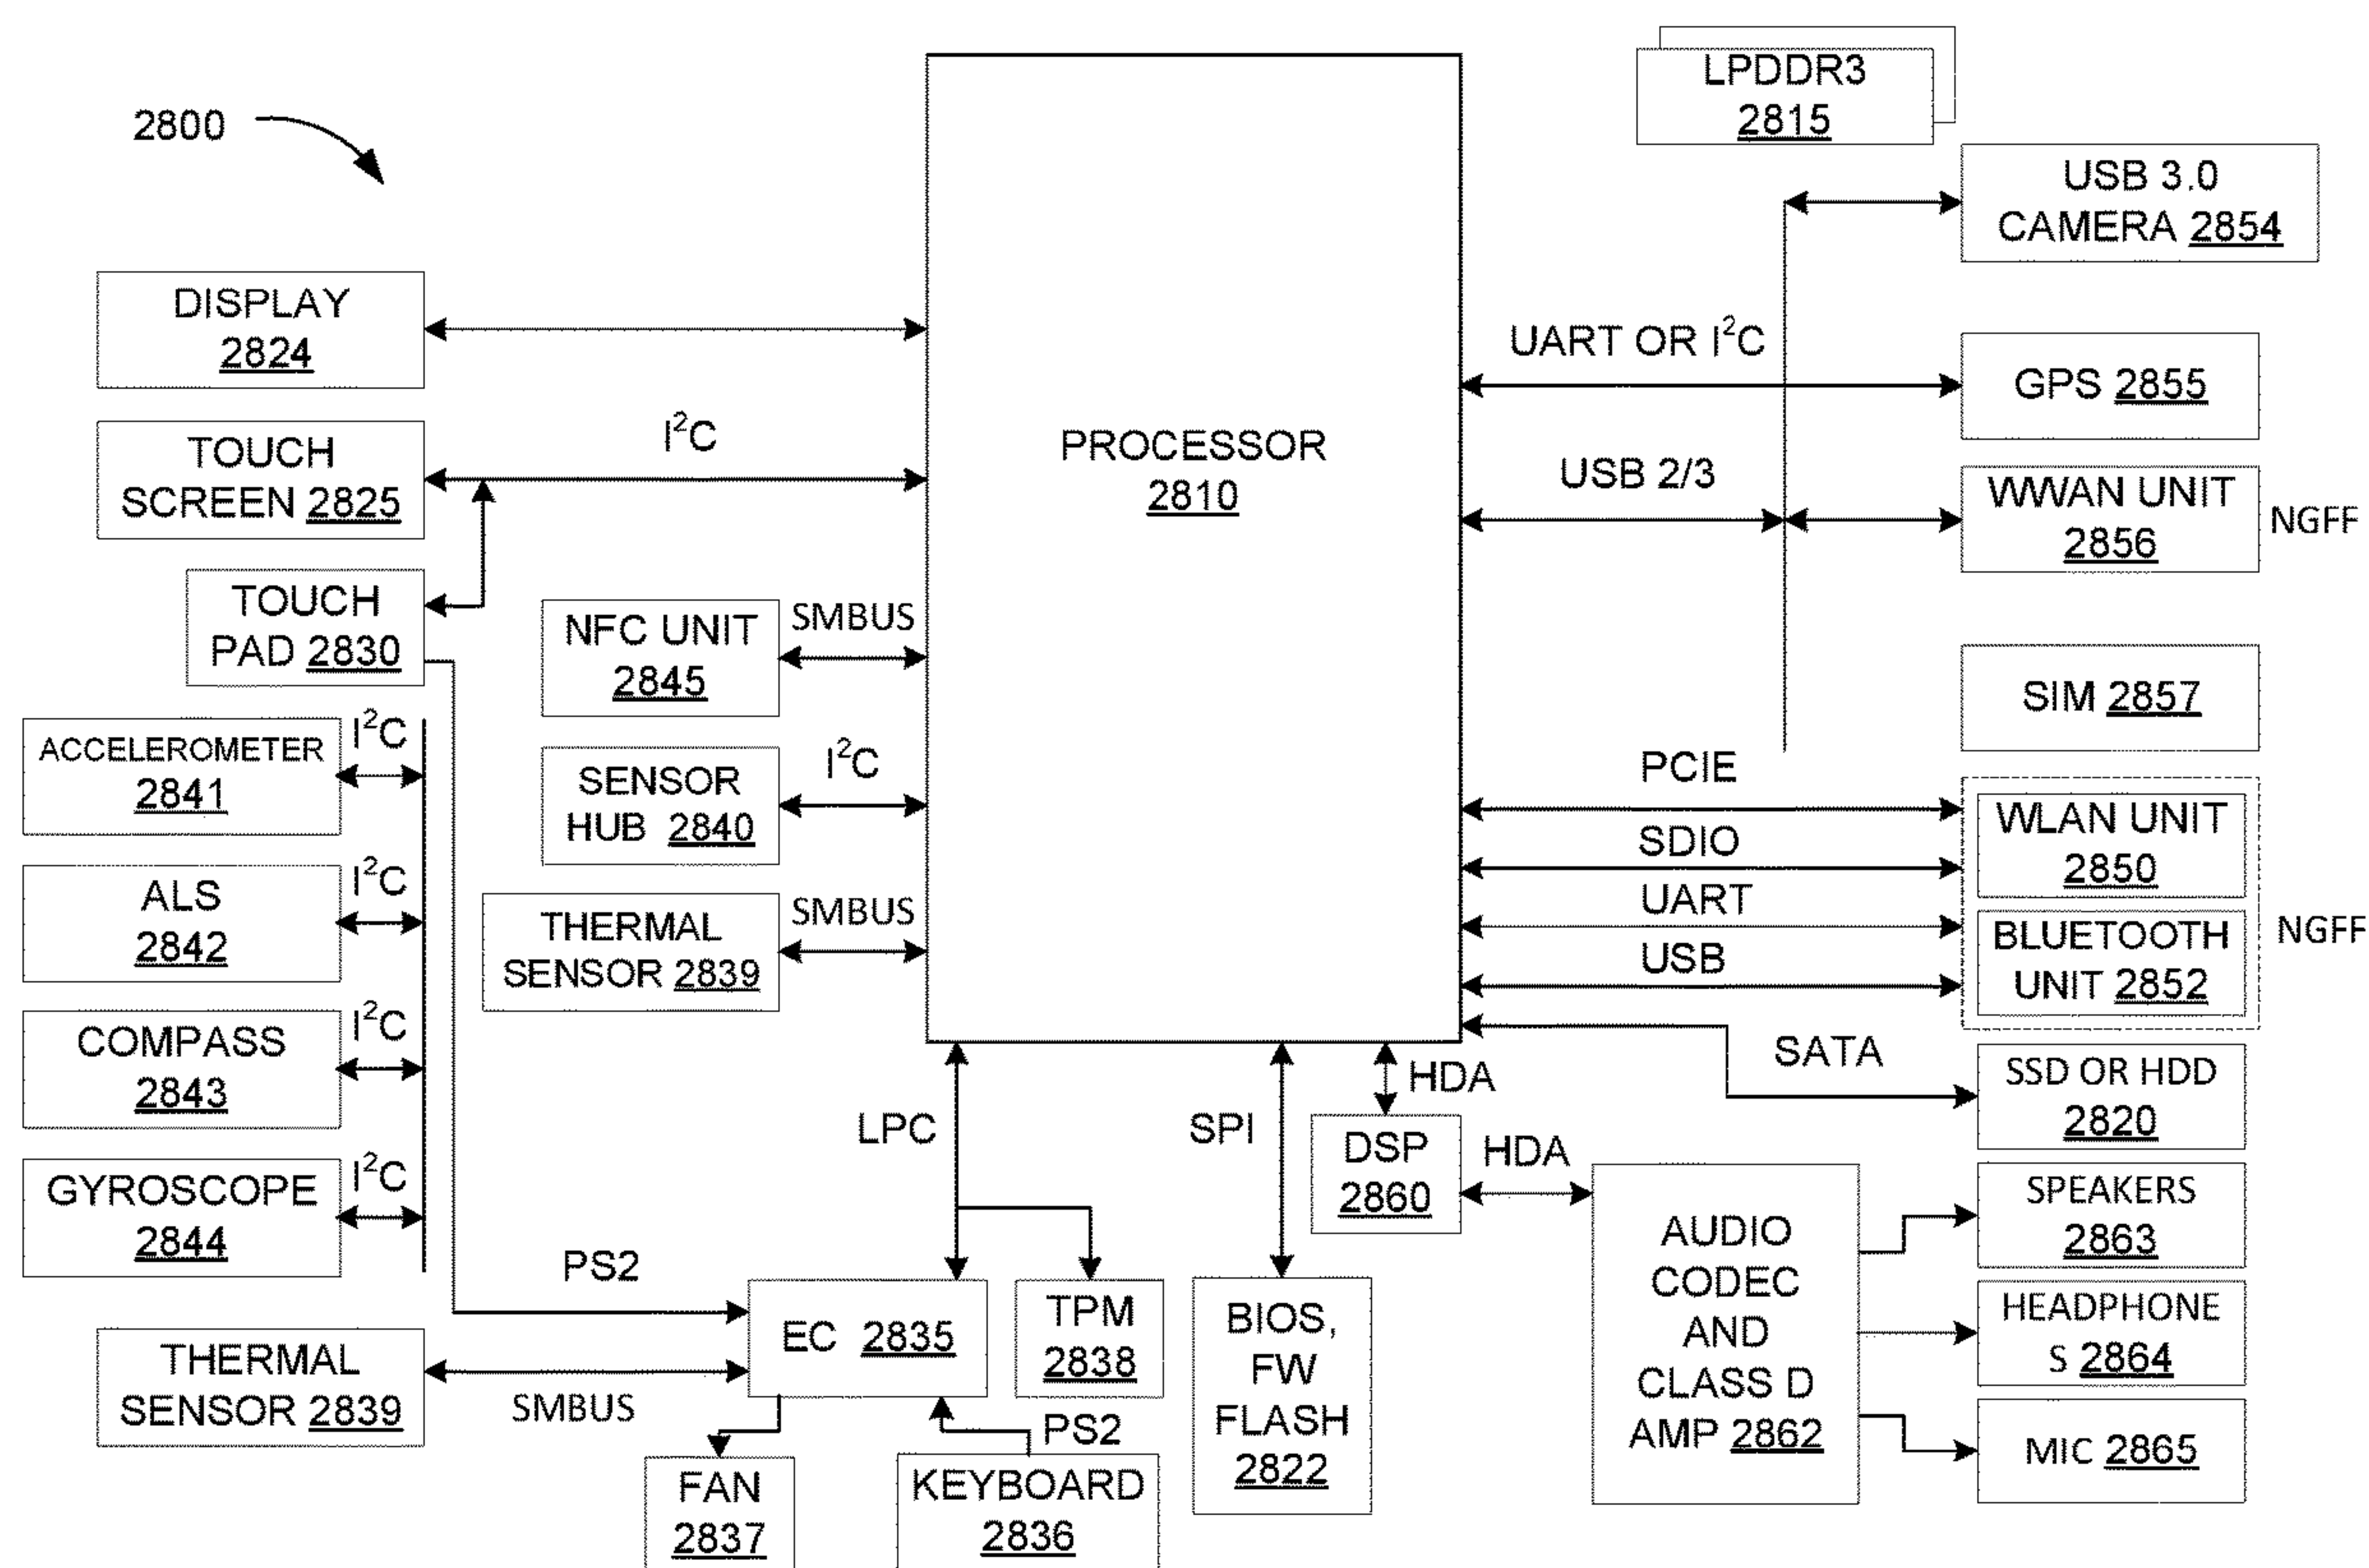 2800
LPDDR3
2815
USB 3.0
CAMERA 2854
DISPLAY
2824
UART OR I²C
GPS 2855
TOUCH
SCREEN 2825
I²C
PROCESSOR
2810
USB 2/3
WWAN UNIT
2856
NGFF
TOUCH
PAD 2830
NFC UNIT
2845
SMBUS
SIM 2857
ACCELEROMETER
2841
I²C
SENSOR
HUB 2840
I²C
PCIE
SDIO
UART
USB
WLAN UNIT
2850
BLUETOOTH
UNIT 2852
NGFF
ALS
2842
I²C
THERMAL
SENSOR 2839
SMBUS
COMPASS
2843
I²C
SATA
SSD OR HDD
2820
LPC
SPI
HDA
DSP
2860
HDA
GYROSCOPE
2844
I²C
AUDIO
CODEC
AND
CLASS D
AMP 2862
SPEAKERS
2863
HEADPHONE
S 2864
MIC 2865
PS2
EC 2835
TPM
2838
BIOS,
FW
FLASH
2822
THERMAL
SENSOR 2839
SMBUS
FAN
2837
PS2
KEYBOARD
2836